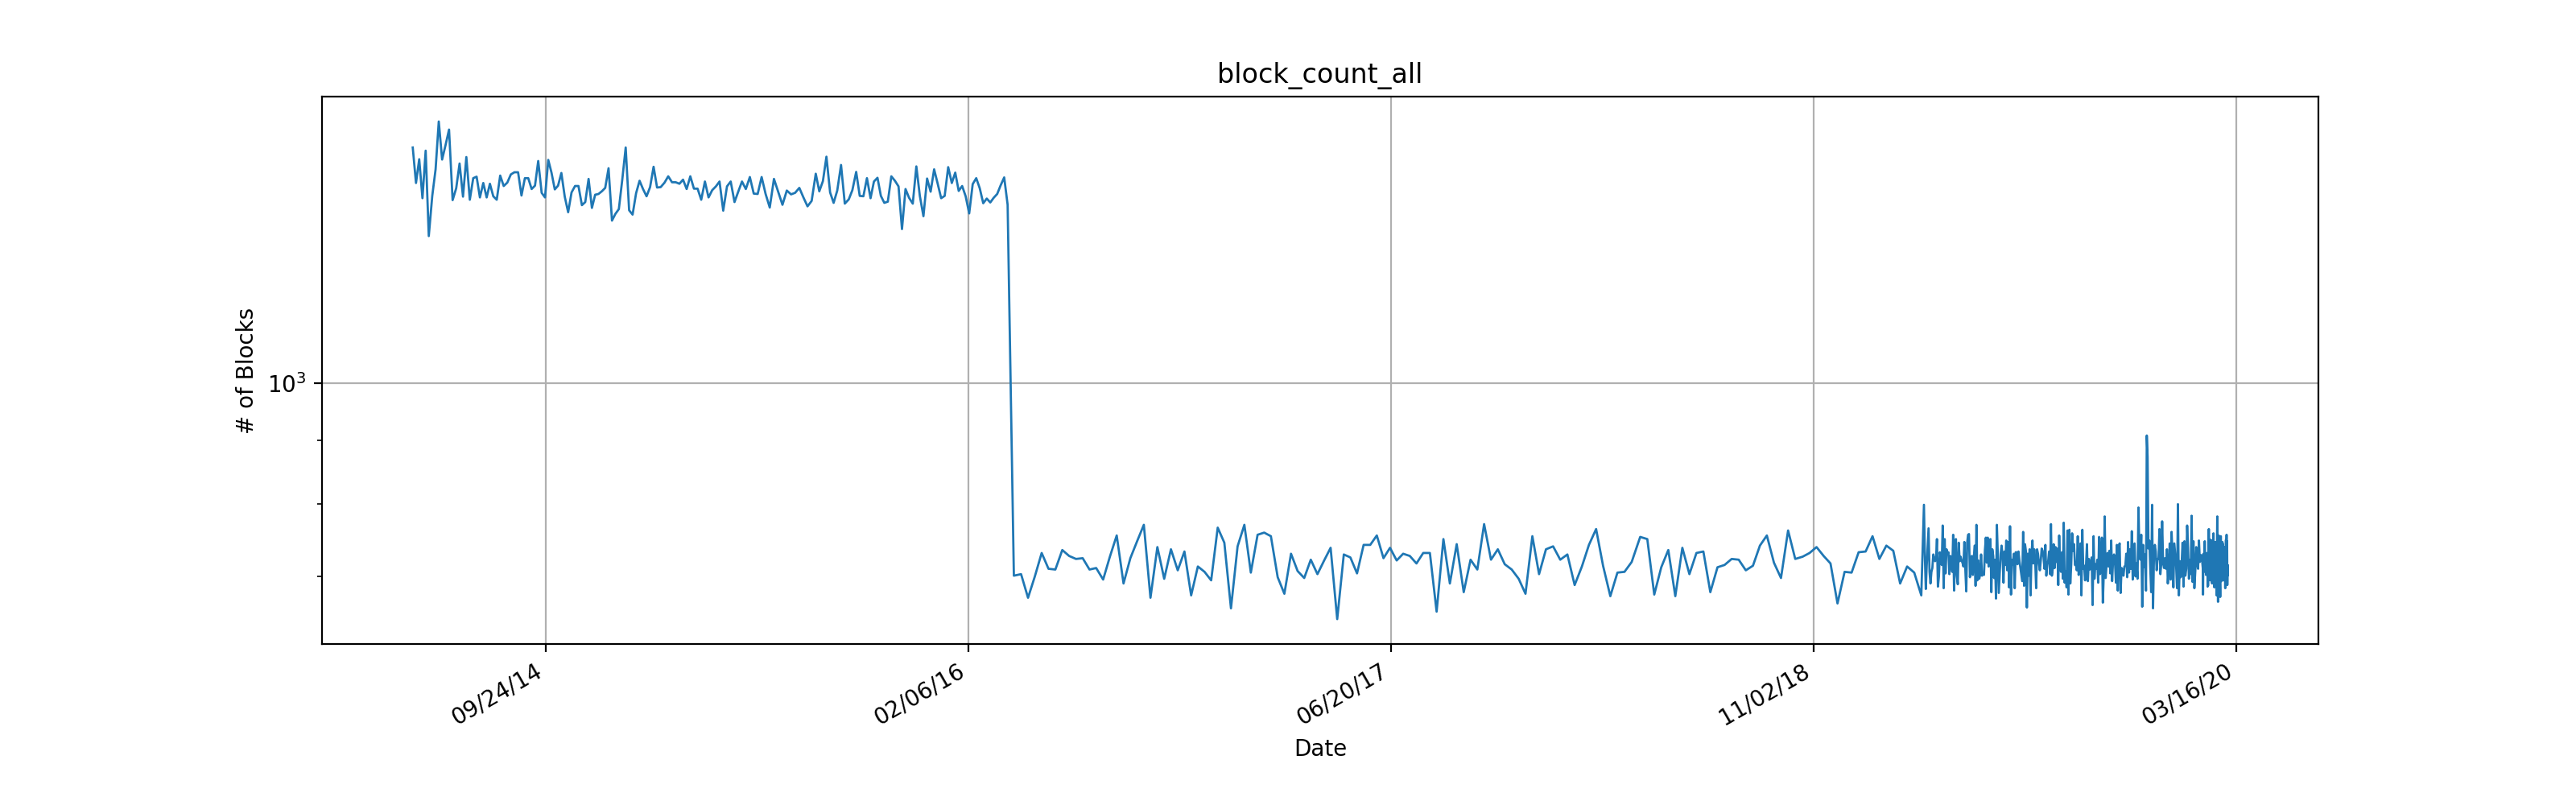 block_count_all
# of Blocks
10³
09/24/14
02/06/16
06/20/17
11/02/18
03/16/20
Date